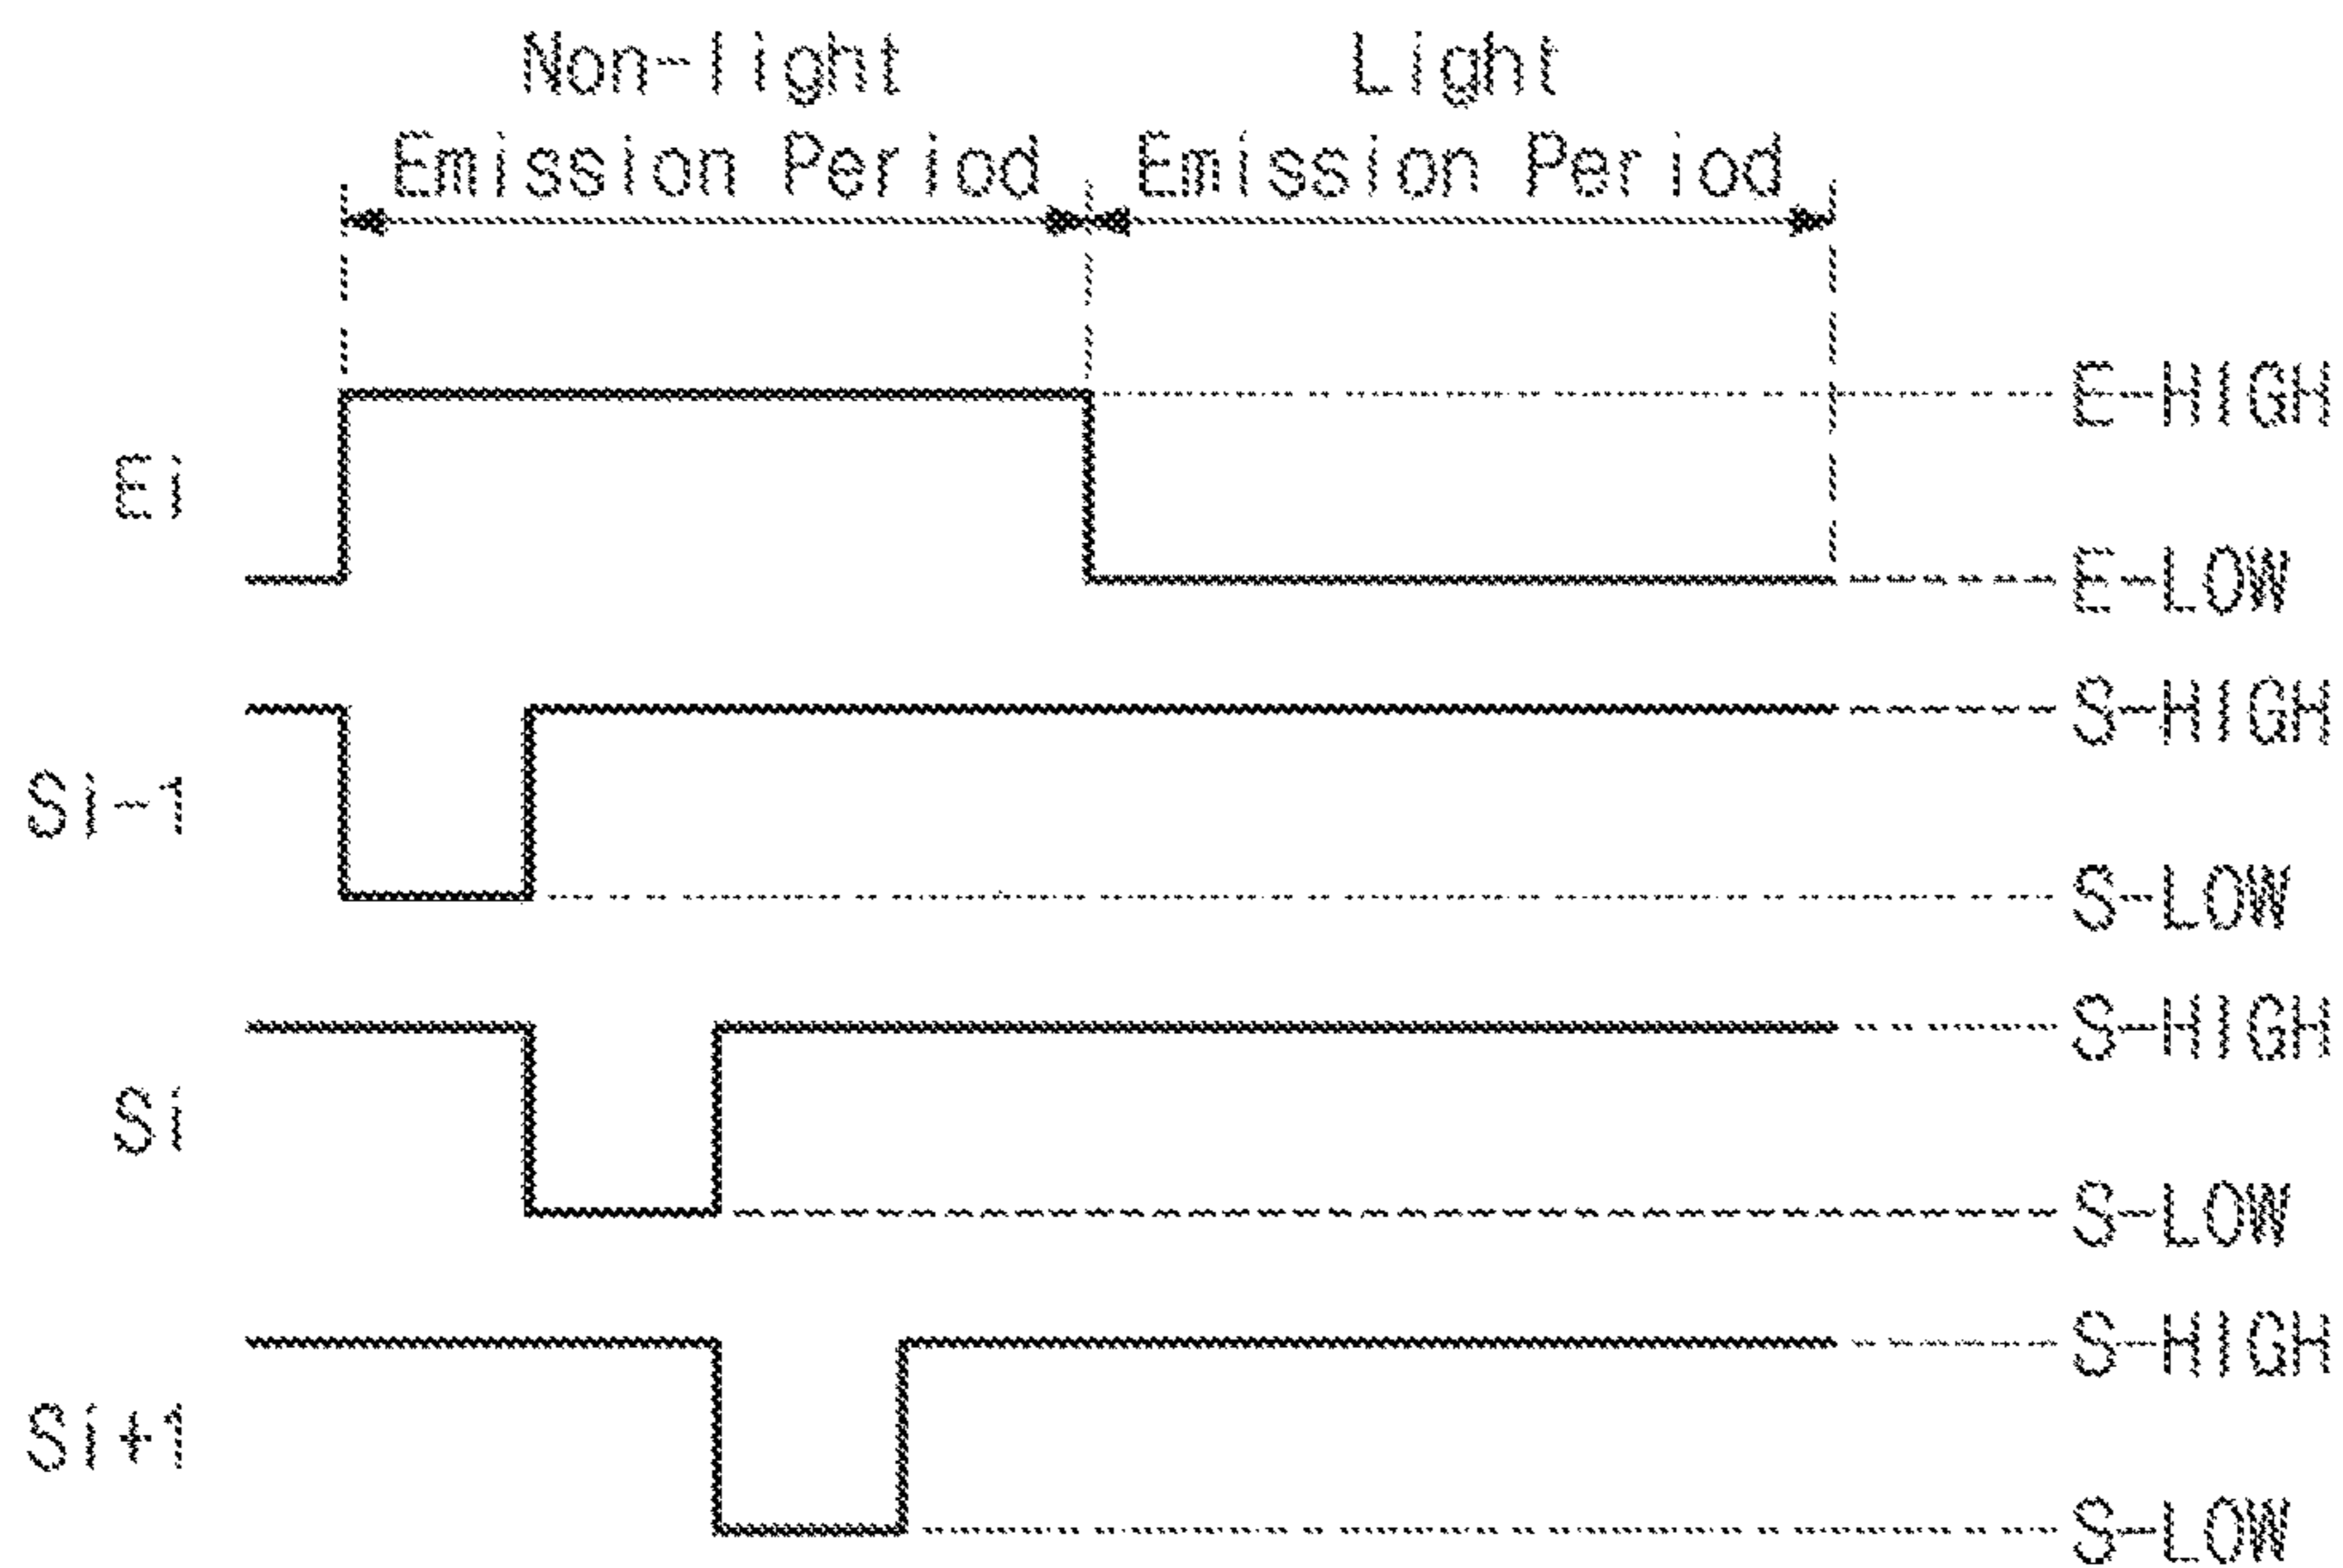 Non-light
Emission Period
Light
Emission Period
Ei
E-HIGH
E-LOW
Si-1
S-HIGH
S-LOW
Si
S-HIGH
S-LOW
Si+1
S-HIGH
S-LOW